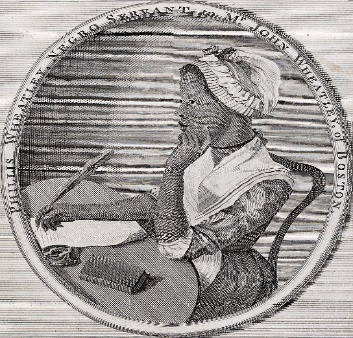 PHILLIS WHEATLEY, NEGRO SERVANT to Mr. JOHN WHEATLEY, of BOSTON.